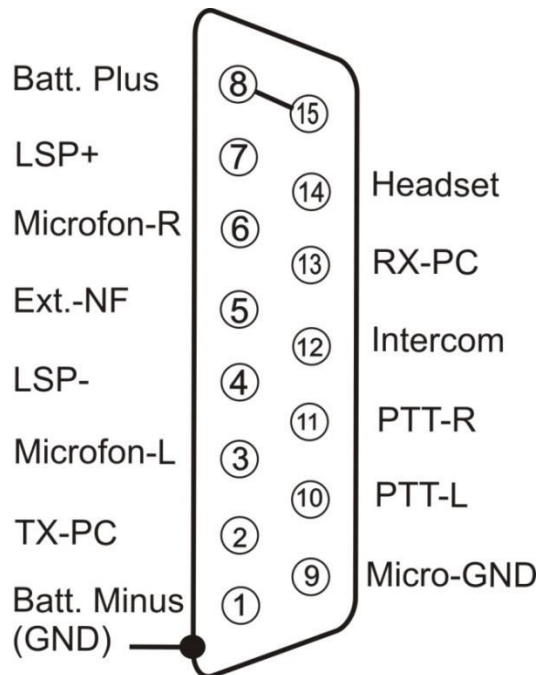 Batt. Plus
8
15
LSP+
7
14
Headset
Microfon-R
6
13
RX-PC
Ext.-NF
5
12
Intercom
LSP-
4
11
PTT-R
Microfon-L
3
10
PTT-L
TX-PC
2
9
Micro-GND
Batt. Minus
(GND)
1